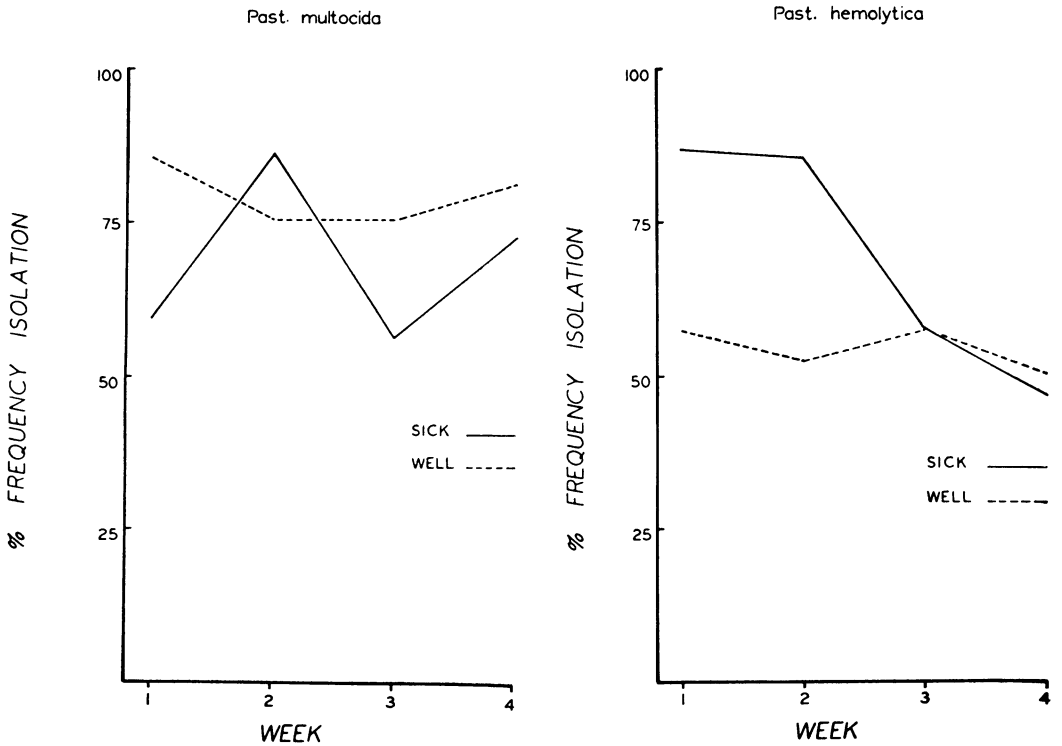 Past. multocida
% FREQUENCY ISOLATION
100
75
50
25
SICK
WELL
1 2 3 4
WEEK
Past. hemolytica
% FREQUENCY ISOLATION
100
75
50
25
SICK
WELL
1 2 3 4
WEEK